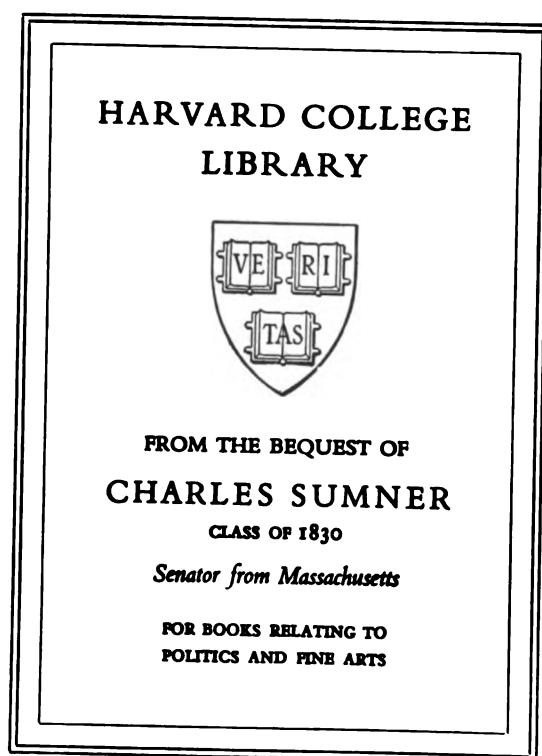 HARVARD COLLEGE
LIBRARY
VE RI
TAS
FROM THE BEQUEST OF
CHARLES SUMNER
CLASS OF 1830
Senator from Massachusetts
FOR BOOKS RELATING TO
POLITICS AND FINE ARTS